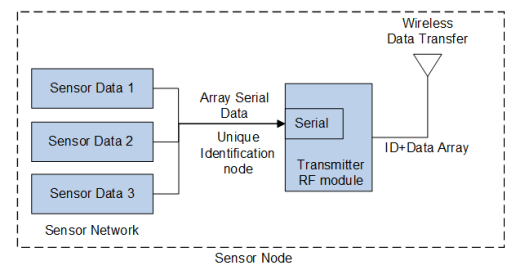 Wireless
Data Transfer
Sensor Data 1
Array Serial
Data
Sensor Data 2
Serial
Unique
Identification
node
ID+Data Array
Transmitter
RF module
Sensor Data 3
Sensor Network
Sensor Node